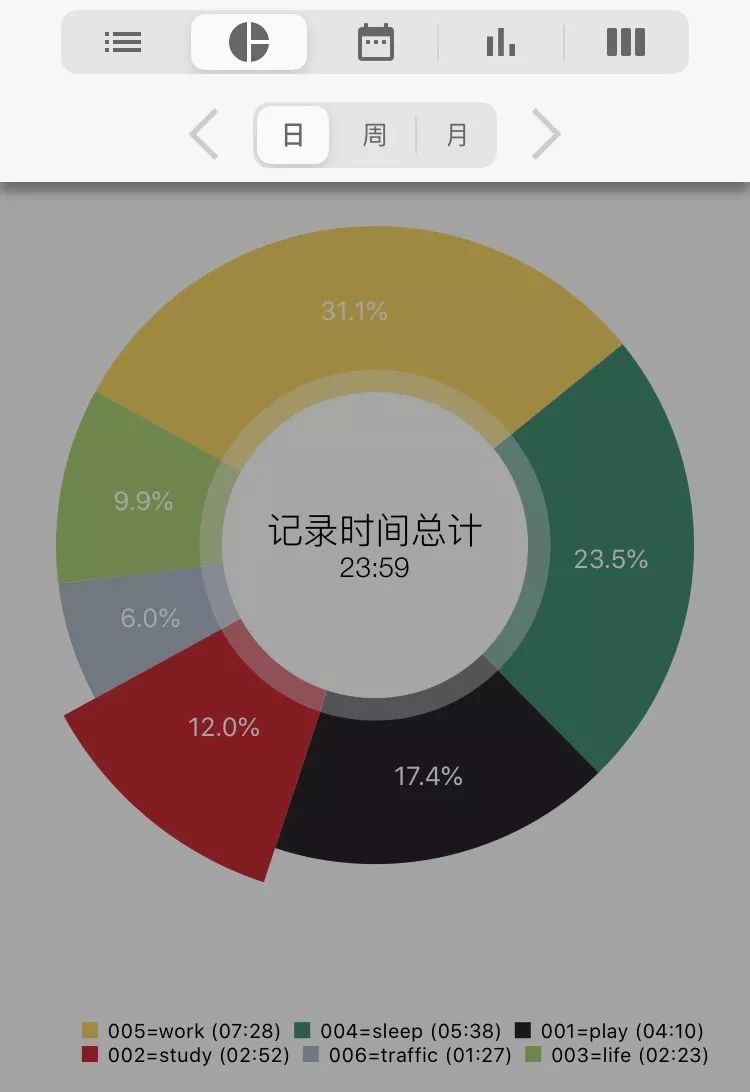 日 周 月
31.1%
9.9%
23.5%
记录时间总计
23:59
6.0%
12.0%
17.4%
005=work (07:28) 004=sleep (05:38) 001=play (04:10)
002=study (02:52) 006=traffic (01:27) 003=life (02:23)